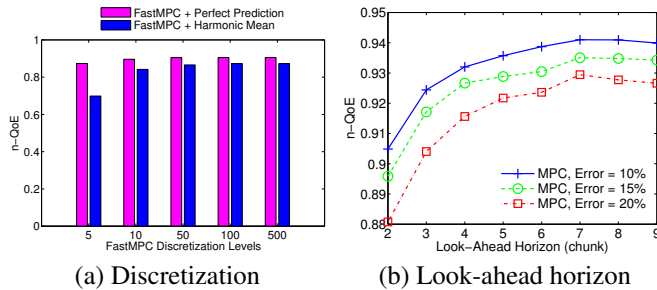 FastMPC + Perfect Prediction
FastMPC + Harmonic Mean
1
0.8
0.6
0.4
0.2
0
n-QoE
5 10 50 100 500
FastMPC Discretization Levels
(a) Discretization
0.95
0.94
0.93
0.92
0.91
0.9
0.89
0.88
n-QoE
MPC, Error = 10%
MPC, Error = 15%
MPC, Error = 20%
2 3 4 5 6 7 8 9
Look-Ahead Horizon (chunk)
(b) Look-ahead horizon